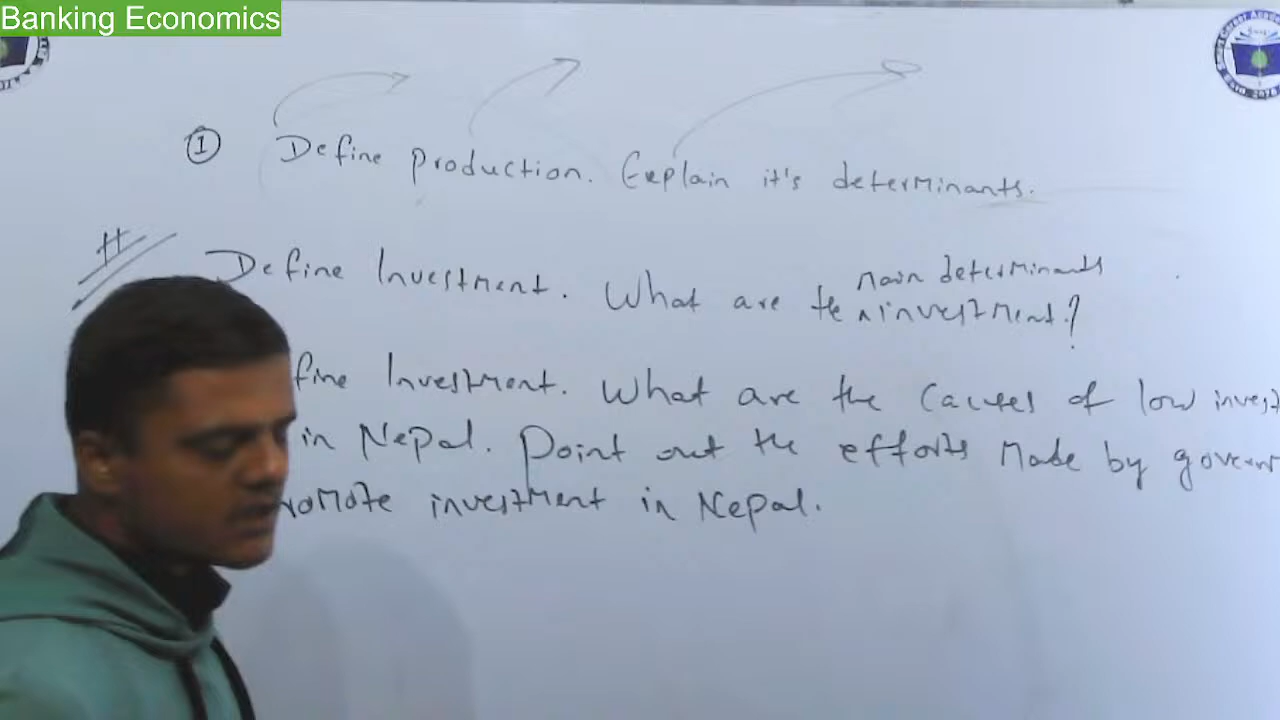 Banking Economics
① Define production. Explain it's determinants.
# Define Investment. What are the main determinants investment?
fine Investment. What are the causes of low invest
in Nepal. Point out the efforts made by govern
romote investment in Nepal.